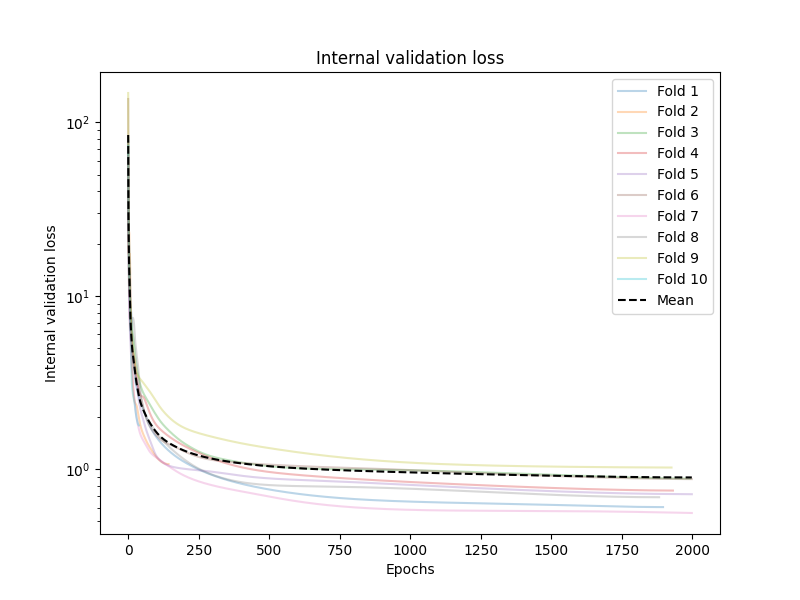 Internal validation loss
Internal validation loss
10²
10¹
10⁰
0 250 500 750 1000 1250 1500 1750 2000
Epochs
Fold 1
Fold 2
Fold 3
Fold 4
Fold 5
Fold 6
Fold 7
Fold 8
Fold 9
Fold 10
Mean